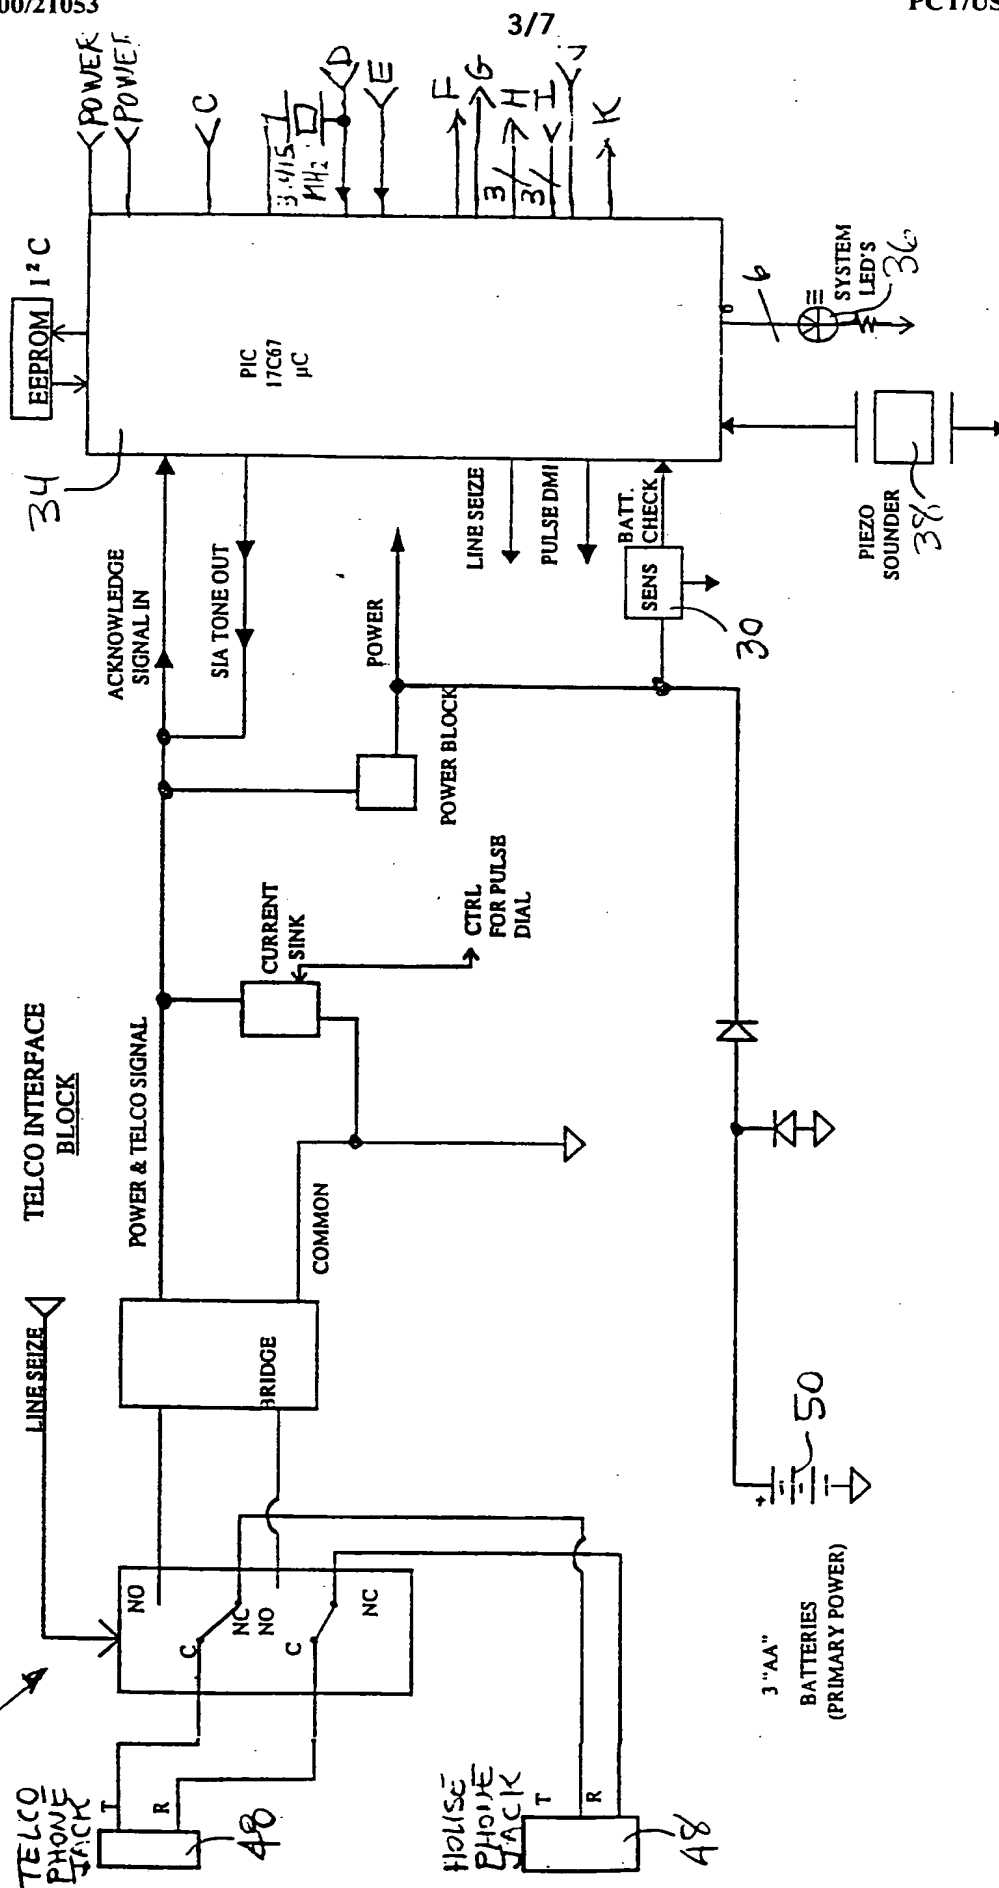 00/21053
3/7
PCT/US
TELCO
PHONE
JACK
T
R
48
LINE SEIZE
NO
C
NC
NO
C
NC
HOUSE
PHONE
JACK
T
R
48
TELCO INTERFACE
BLOCK
BRIDGE
POWER & TELCO SIGNAL
COMMON
CURRENT
SINK
CTRL
FOR PULSE
DIAL
POWER BLOCK
POWER
ACKNOWLEDGE
SIGNAL IN
SIA TONE OUT
34
EEPROM
I²C
PIC
17C67
µC
LINE SEIZE
PULSE DMI
BATT.
CHECK
SENS
30
3 "AA"
BATTERIES
(PRIMARY POWER)
+
50
PIEZO
SOUNDER
38
6
SYSTEM
LED'S
36
POWER
POWER
C
MHz
D
E
F
G
3
H
3
I
J
K